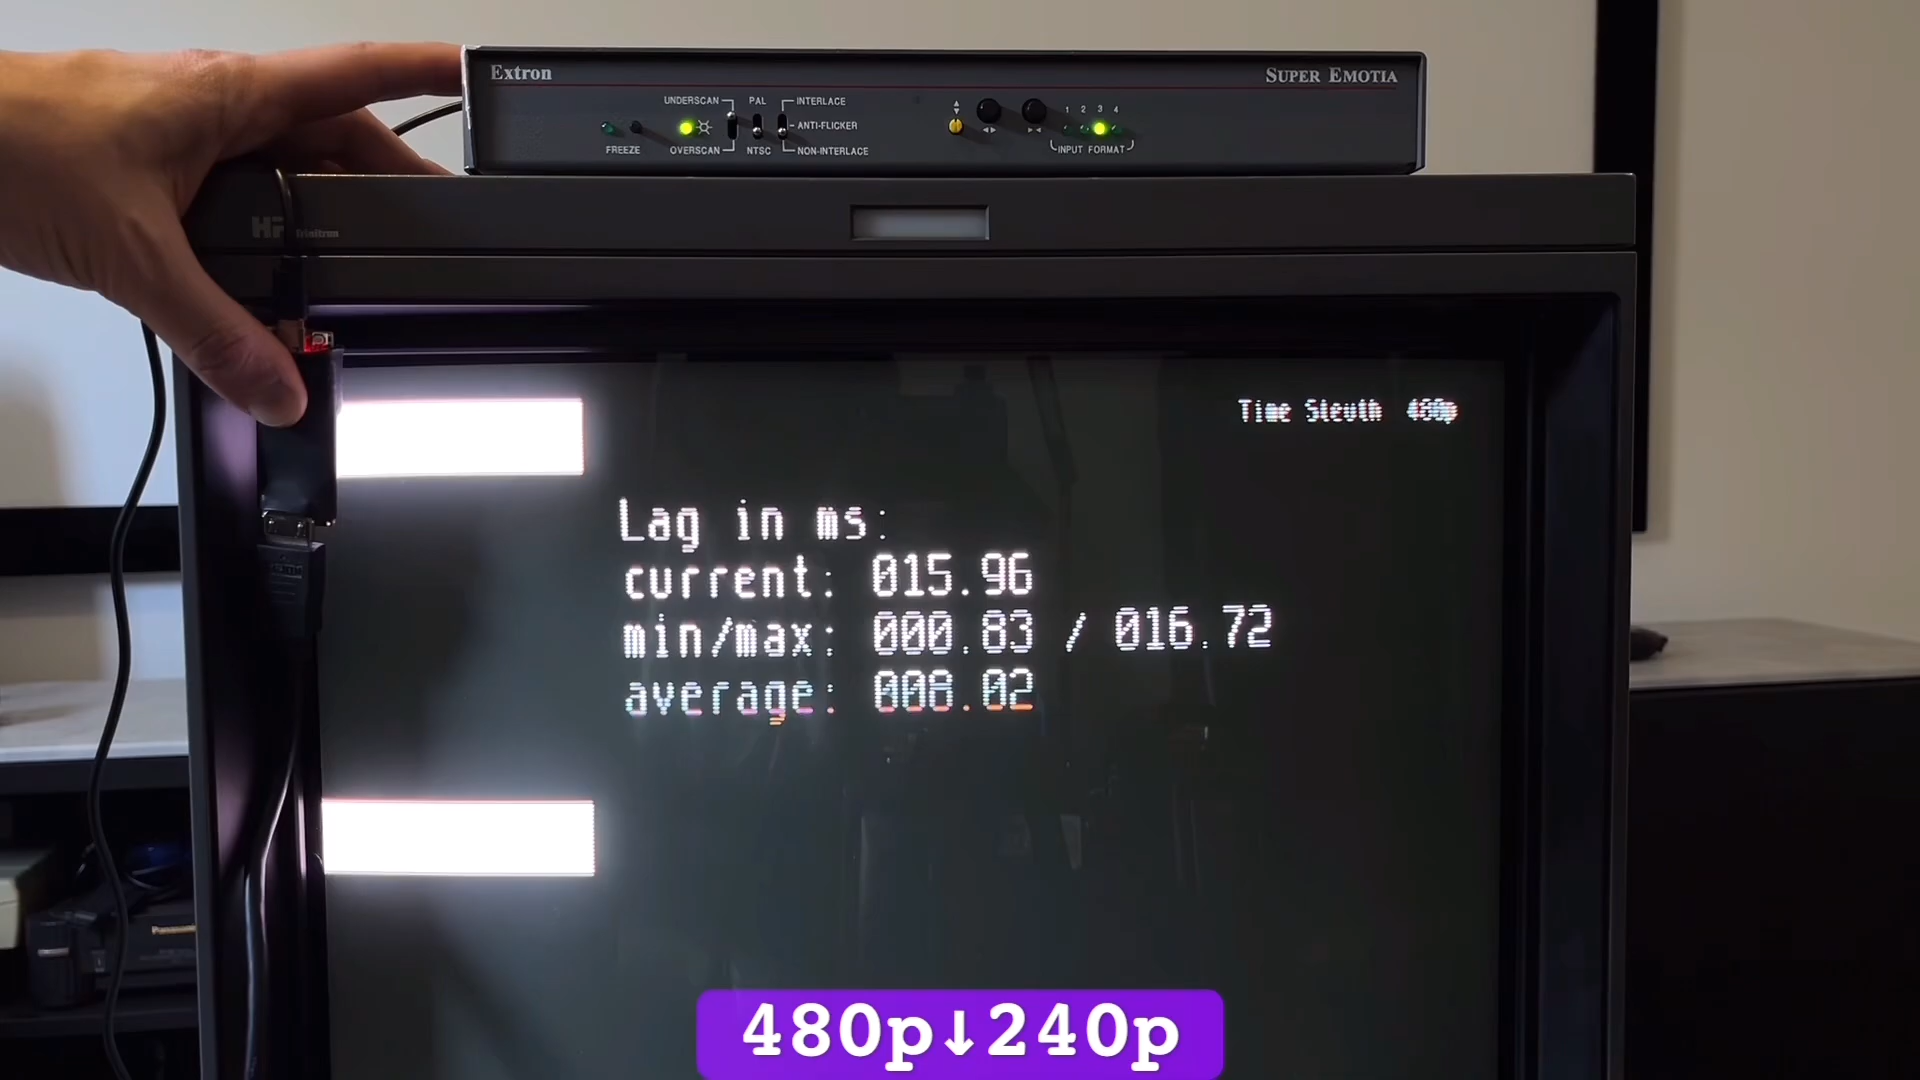 Extron
SUPER EMOTIA
UNDERSCAN
PAL
INTERLACE
ANTI-FLICKER
FREEZE
OVERSCAN
NTSC
NON-INTERLACE
1 2 3 4
INPUT FORMAT
Trinitron
Time Sleuth 480p
Lag in ms:
current: 015.96
min/max: 000.83 / 016.72
average: 008.02
Panasonic
480p↓240p